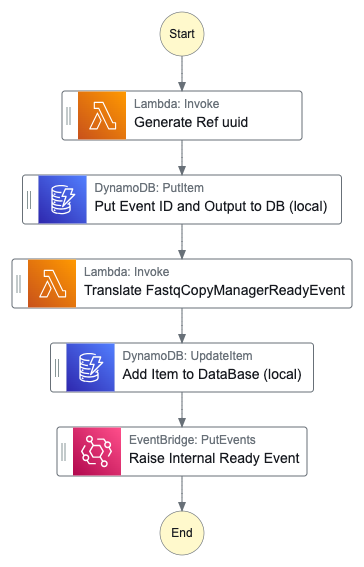 Start
Lambda: Invoke
Generate Ref uuid
DynamoDB: PutItem
Put Event ID and Output to DB (local)
Lambda: Invoke
Translate FastqCopyManagerReadyEvent
DynamoDB: UpdateItem
Add Item to DataBase (local)
EventBridge: PutEvents
Raise Internal Ready Event
End